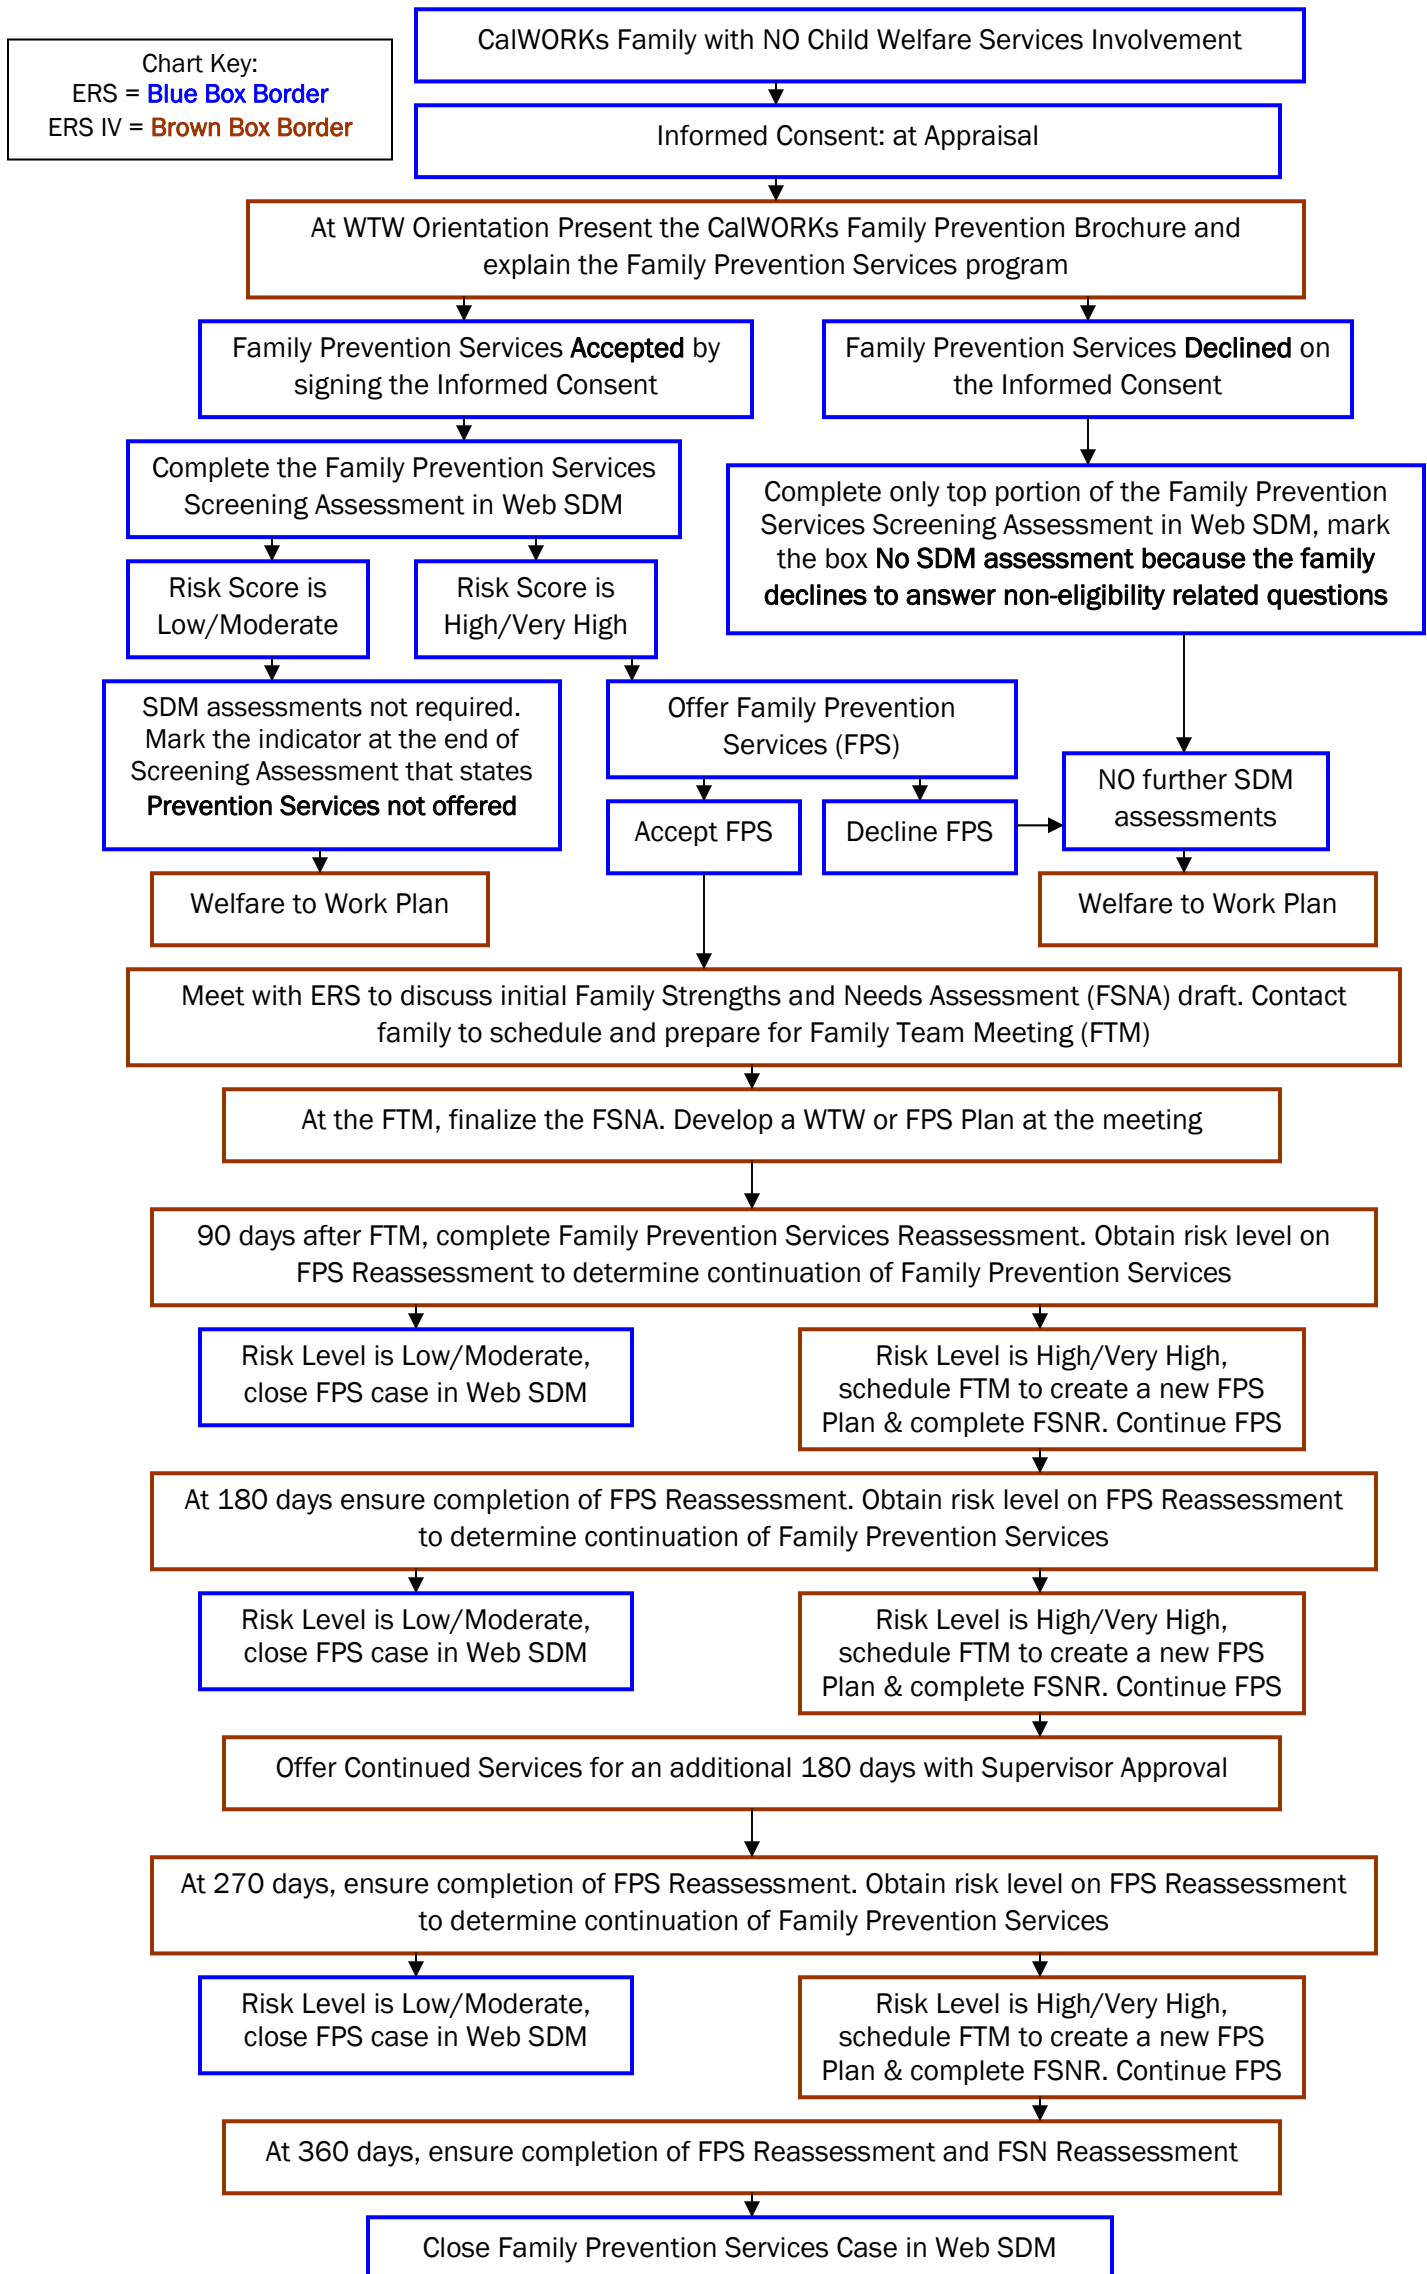 CalWORKs Family with NO Child Welfare Services Involvement
Chart Key:
ERS = Blue Box Border
ERS IV = Brown Box Border
Informed Consent: at Appraisal
At WTW Orientation Present the CalWORKs Family Prevention Brochure and
explain the Family Prevention Services program
Family Prevention Services Accepted by
signing the Informed Consent
Family Prevention Services Declined on
the Informed Consent
Complete the Family Prevention Services
Screening Assessment in Web SDM
Complete only top portion of the Family Prevention
Services Screening Assessment in Web SDM, mark
the box No SDM assessment because the family
declines to answer non-eligibility related questions
Risk Score is
Low/Moderate
Risk Score is
High/Very High
SDM assessments not required.
Mark the indicator at the end of
Screening Assessment that states
Prevention Services not offered
Offer Family Prevention
Services (FPS)
NO further SDM
assessments
Accept FPS
Decline FPS
Welfare to Work Plan
Welfare to Work Plan
Meet with ERS to discuss initial Family Strengths and Needs Assessment (FSNA) draft. Contact
family to schedule and prepare for Family Team Meeting (FTM)
At the FTM, finalize the FSNA. Develop a WTW or FPS Plan at the meeting
90 days after FTM, complete Family Prevention Services Reassessment. Obtain risk level on
FPS Reassessment to determine continuation of Family Prevention Services
Risk Level is Low/Moderate,
close FPS case in Web SDM
Risk Level is High/Very High,
schedule FTM to create a new FPS
Plan & complete FSNR. Continue FPS
At 180 days ensure completion of FPS Reassessment. Obtain risk level on FPS Reassessment
to determine continuation of Family Prevention Services
Risk Level is Low/Moderate,
close FPS case in Web SDM
Risk Level is High/Very High,
schedule FTM to create a new FPS
Plan & complete FSNR. Continue FPS
Offer Continued Services for an additional 180 days with Supervisor Approval
At 270 days, ensure completion of FPS Reassessment. Obtain risk level on FPS Reassessment
to determine continuation of Family Prevention Services
Risk Level is Low/Moderate,
close FPS case in Web SDM
Risk Level is High/Very High,
schedule FTM to create a new FPS
Plan & complete FSNR. Continue FPS
At 360 days, ensure completion of FPS Reassessment and FSN Reassessment
Close Family Prevention Services Case in Web SDM